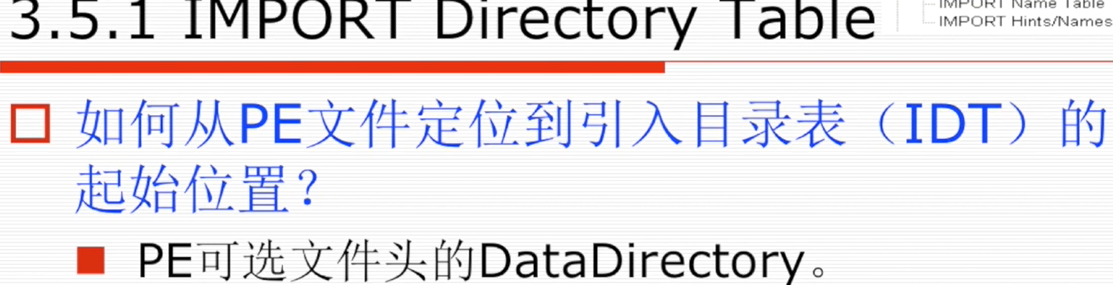 3.5.1 IMPORT Directory Table
IMPORT Name Table
IMPORT Hints/Names
如何从PE文件定位到引入目录表（IDT）的
起始位置？
PE可选文件头的DataDirectory。